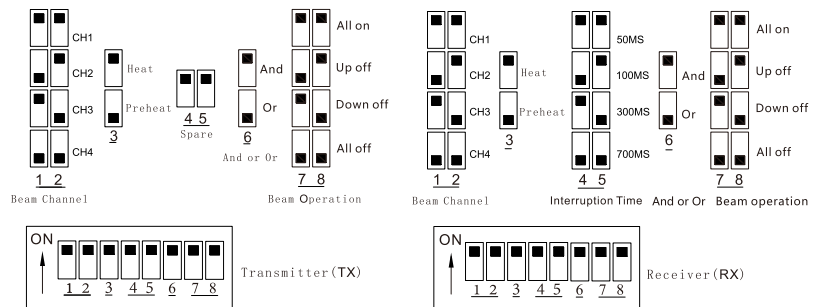 CH1
CH2
CH3
CH4
1 2
Beam Channel
Heat
Preheat
3
4 5
Spare
And
Or
6
And or Or
All on
Up off
Down off
All off
7 8
Beam Operation
CH1
CH2
CH3
CH4
1 2
Beam Channel
Heat
Preheat
3
50MS
100MS
300MS
700MS
4 5
Interruption Time
And
Or
6
And or Or
All on
Up off
Down off
All off
7 8
Beam operation
ON
1 2 3 4 5 6 7 8
Transmitter(TX)
ON
1 2 3 4 5 6 7 8
Receiver(RX)